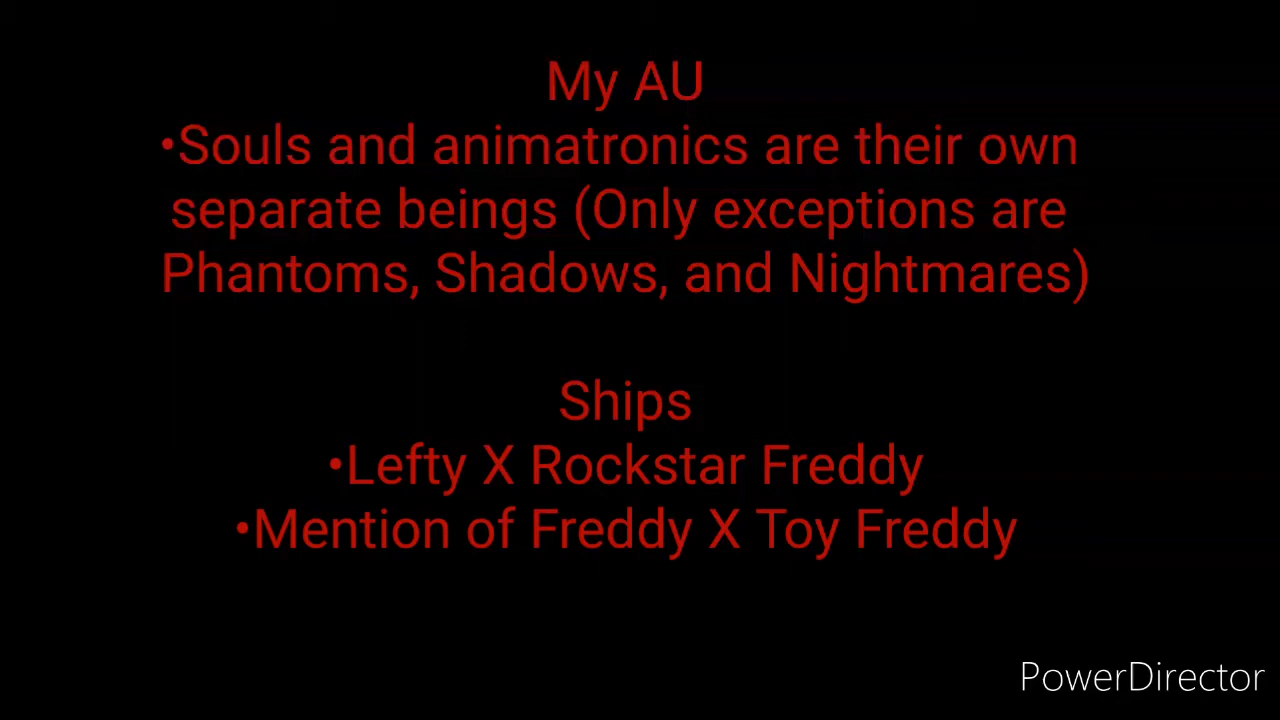 My AU
•Souls and animatronics are their own
separate beings (Only exceptions are
Phantoms, Shadows, and Nightmares)
Ships
•Lefty X Rockstar Freddy
•Mention of Freddy X Toy Freddy
PowerDirector